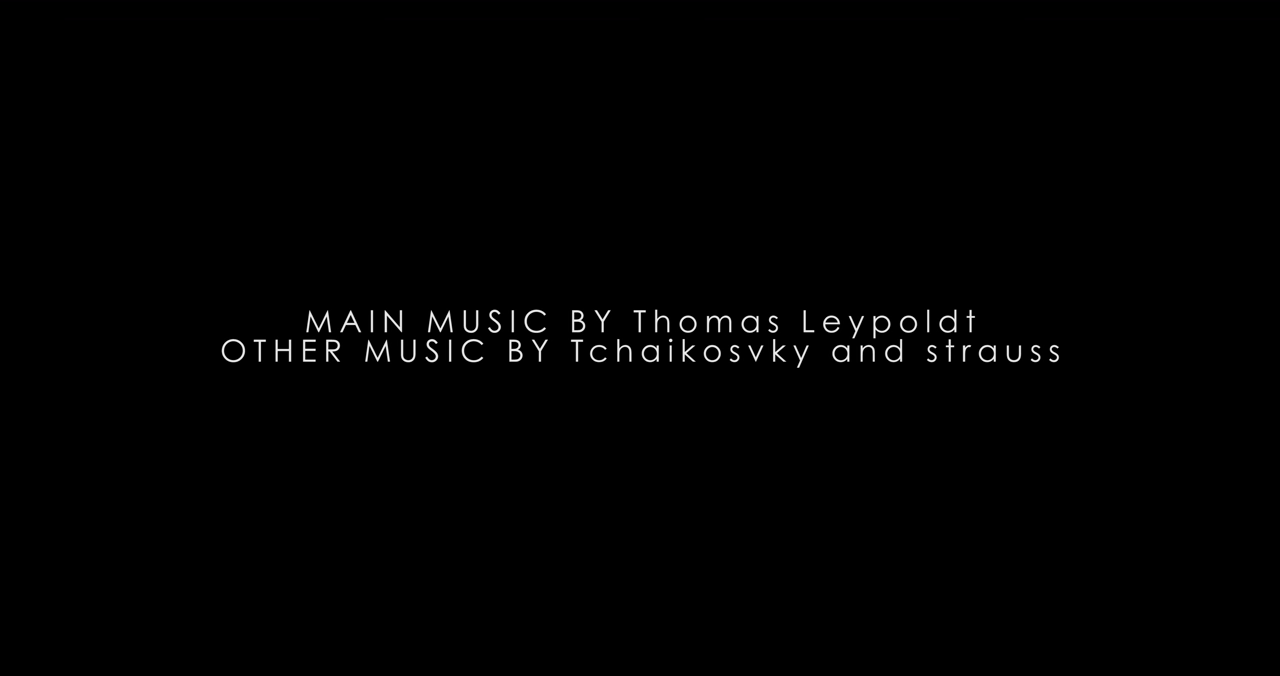 MAIN MUSIC BY Thomas Leypoldt
OTHER MUSIC BY Tchaikosvky and strauss